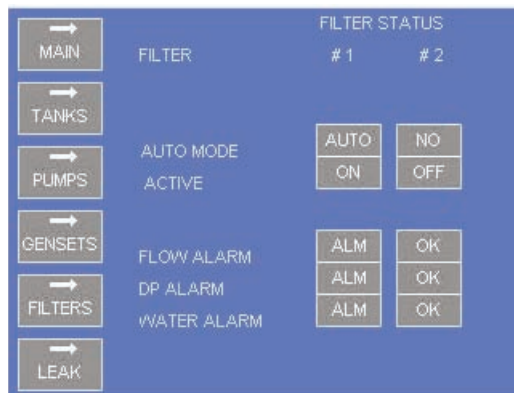 FILTER STATUS
MAIN FILTER # 1 # 2
TANKS
AUTO MODE AUTO NO
PUMPS ACTIVE ON OFF
GENSETS
FLOW ALARM ALM OK
DP ALARM ALM OK
FILTERS
WATER ALARM ALM OK
LEAK